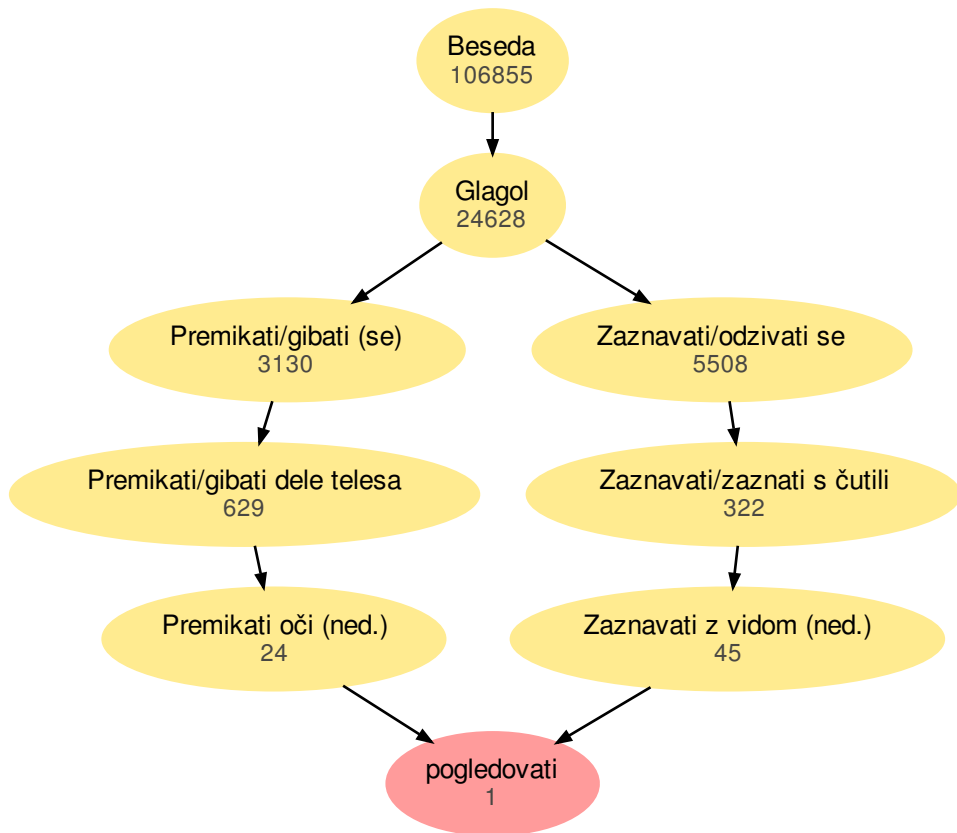 Beseda
106855
Glagol
24628
Premikati/gibati (se)
3130
Zaznavati/odzivati se
5508
Premikati/gibati dele telesa
629
Zaznavati/zaznati s čutili
322
Premikati oči (ned.)
24
Zaznavati z vidom (ned.)
45
pogledovati
1